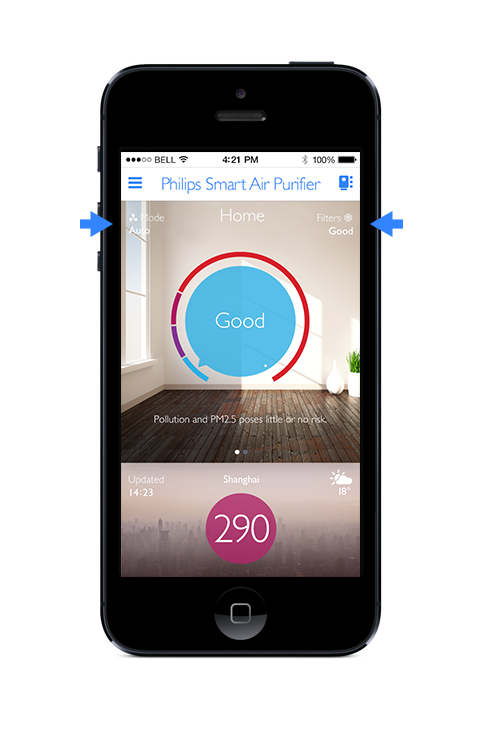 BELL 4:21 PM 100%
Philips Smart Air Purifier
Mode Home Filters
Auto Good
Good
Pollution and PM2.5 poses little or no risk.
Updated Shanghai
14:23 18°
290